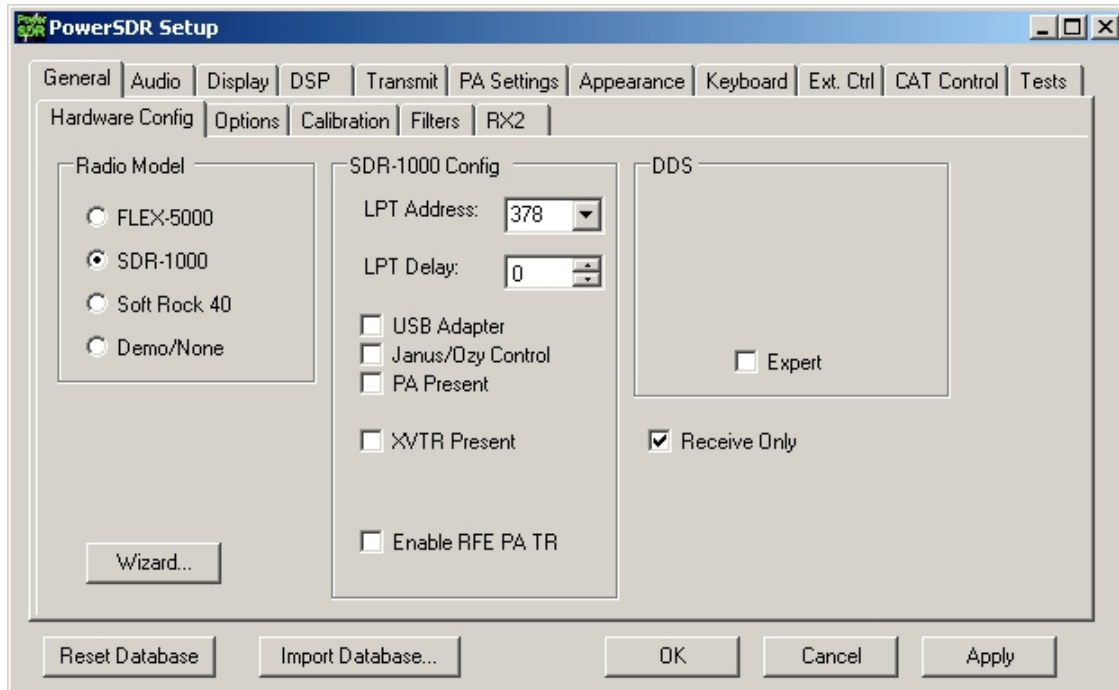 Power SDR PowerSDR Setup
General Audio Display DSP Transmit PA Settings Appearance Keyboard Ext. Ctrl CAT Control Tests
Hardware Config Options Calibration Filters RX2
Radio Model
FLEX-5000
SDR-1000
Soft Rock 40
Demo/None
Wizard...
SDR-1000 Config
LPT Address: 378
LPT Delay: 0
USB Adapter
Janus/Ozy Control
PA Present
XVTR Present
Enable RFE PA TR
DDS
Expert
Receive Only
Reset Database Import Database... OK Cancel Apply